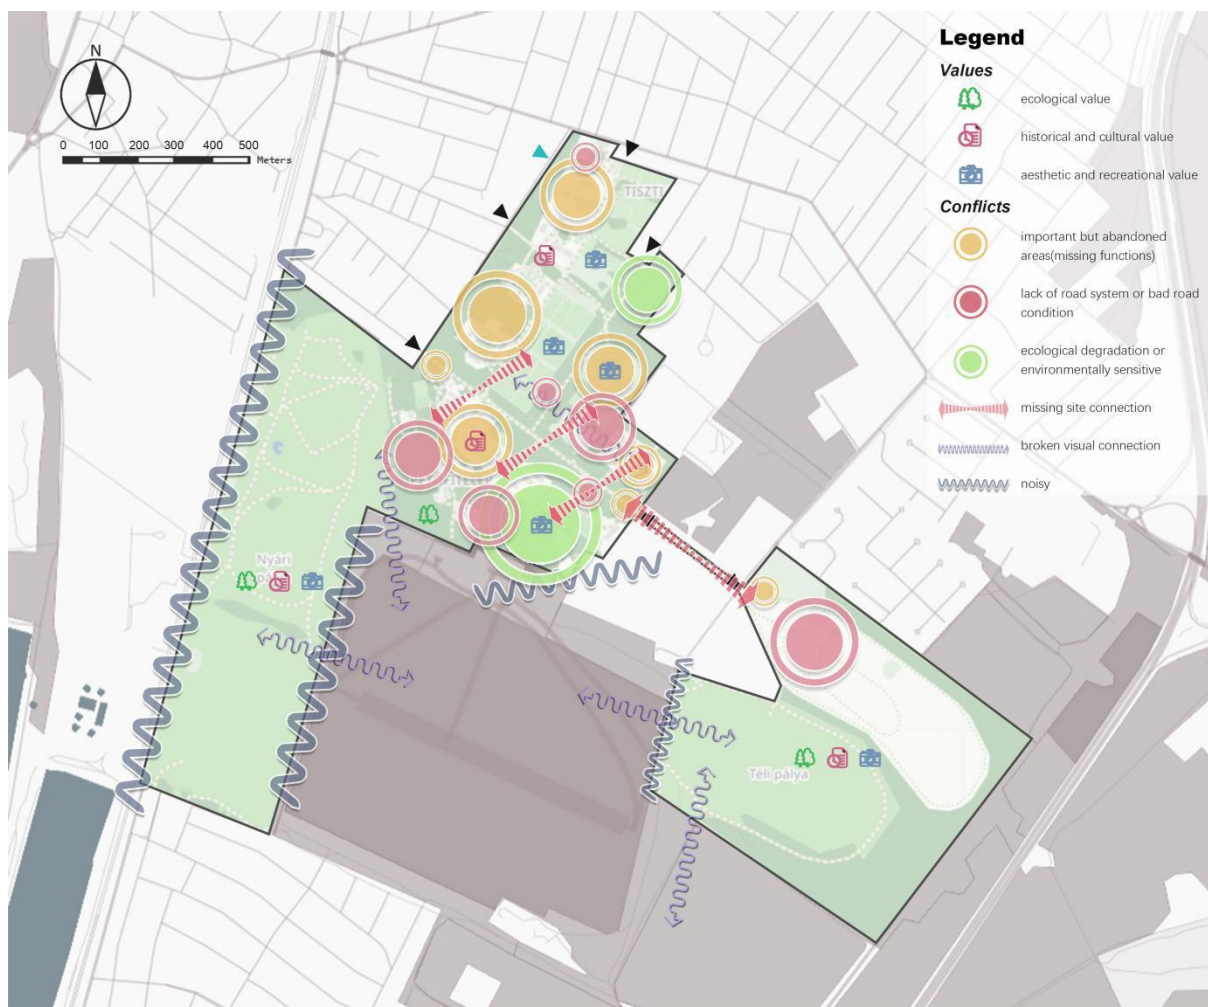 N
0 100 200 300 400 500
Meters
Legend
Values
ecological value
historical and cultural value
aesthetic and recreational value
Conflicts
important but abandoned
areas(missing functions)
lack of road system or bad road
condition
ecological degradation or
environmentally sensitive
missing site connection
broken visual connection
noisy
TISZTI
Nyári
Téli pálya